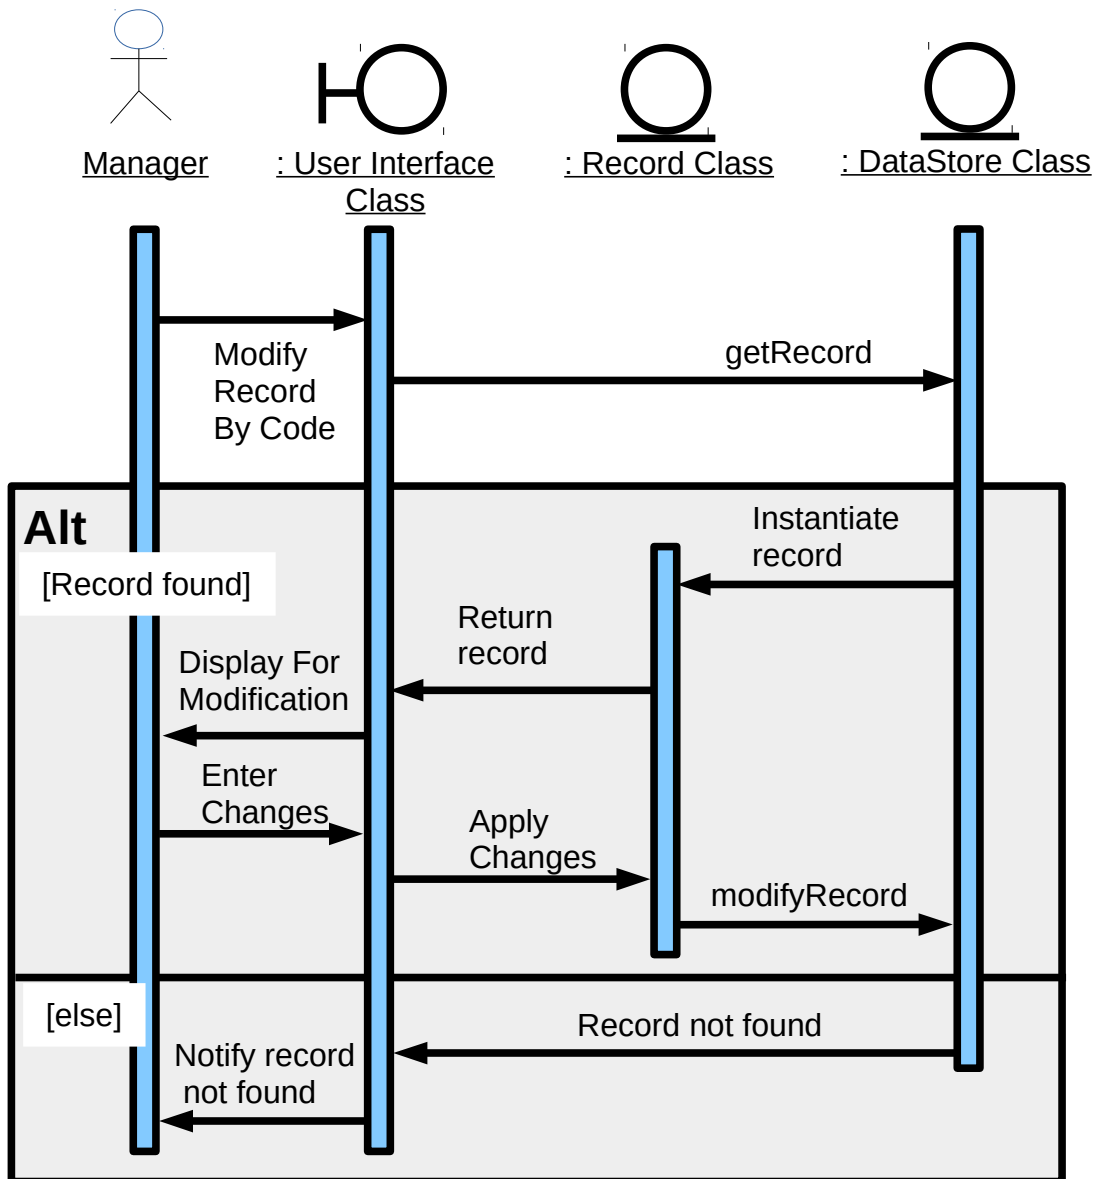 Manager
: User Interface
Class
: Record Class
: DataStore Class
Modify
Record
By Code
getRecord
Alt
[Record found]
Instantiate
record
Return
record
Display For
Modification
Enter
Changes
Apply
Changes
modifyRecord
[else]
Record not found
Notify record
not found